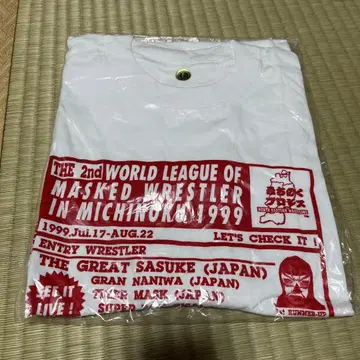 THE 2nd WORLD LEAGUE OF
MASKED WRESTLER
IN MICHINOKU 1999
みちのく
プロレス
1999.Jul.17-AUG.22
LET'S CHECK IT!
ENTRY WRESTLER
THE GREAT SASUKE (JAPAN)
GRAN NANIWA (JAPAN)
TIGER MASK (JAPAN)
SUPER
SEE IT
LIVE!
RUNNER-UP